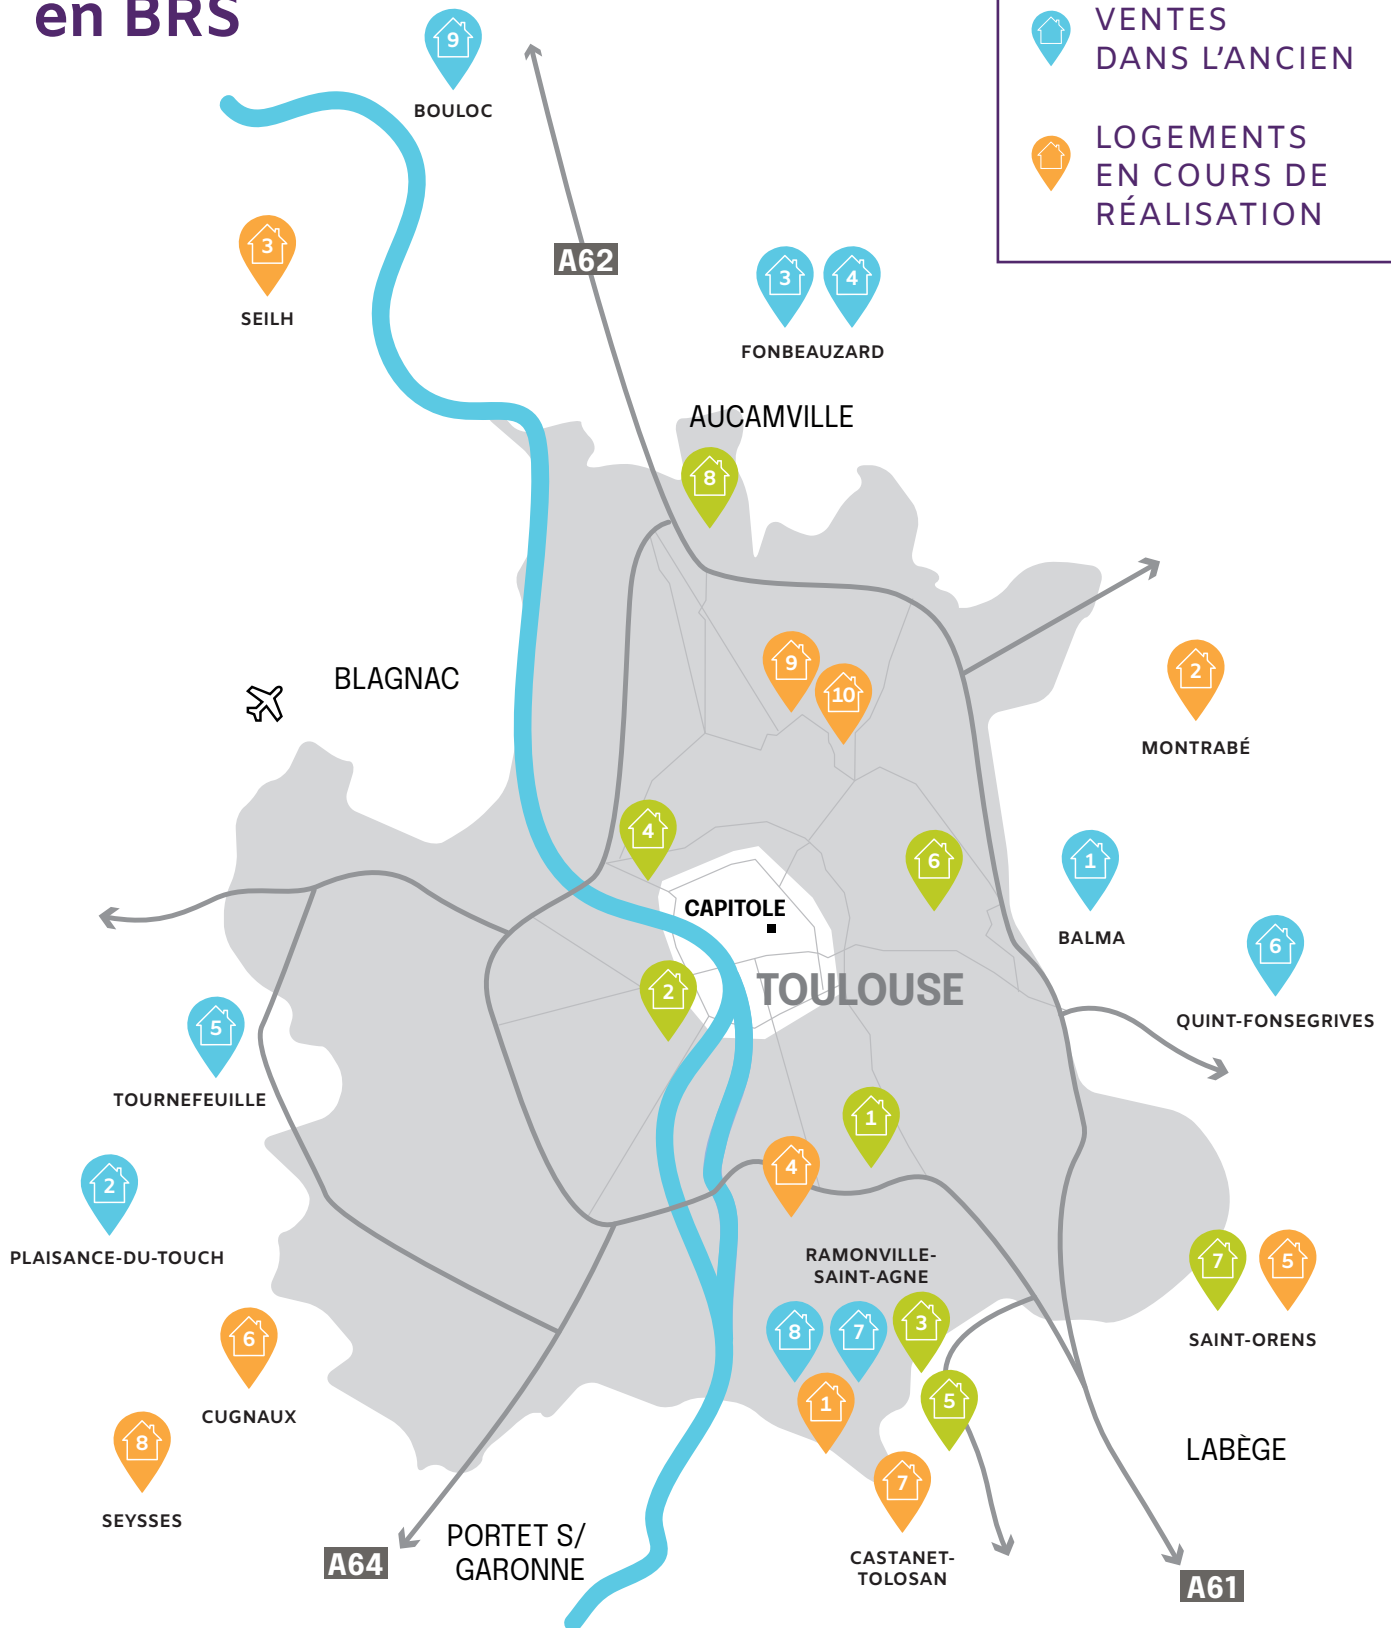 en BRS
VENTES
DANS L'ANCIEN
LOGEMENTS
EN COURS DE
RÉALISATION
9
BOULOC
3
SEILH
A62
3 4
FONBEAUZARD
AUCAMVILLE
8
BLAGNAC
9
10
2
MONTRABÉ
4
6
1
BALMA
CAPITOLE
6
QUINT-FONSEGRIVES
2
TOULOUSE
5
TOURNEFEUILLE
1
4
2
PLAISANCE-DU-TOUCH
RAMONVILLE-
SAINT-AGNE
7 5
SAINT-ORENS
8 7 3
6
CUGNAUX
1
5
8
SEYSSES
LABÈGE
7
CASTANET-
TOLOSAN
PORTET S/
GARONNE
A64
A61